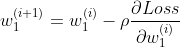 $w_1^{(i+1)} = w_1^{(i)} - \rho \frac{\partial Loss}{\partial w_1^{(i)}}$